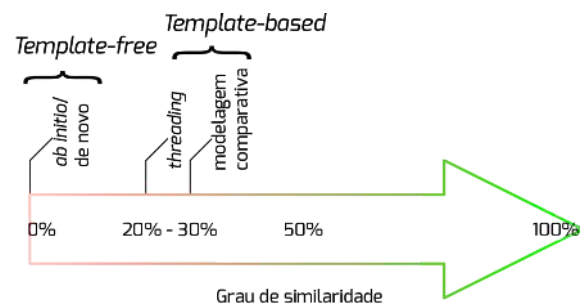 Template-free
Template-based
ab initio/
de novo
threading
modelagem
comparativa
0%
20% - 30%
50%
100%
Grau de similaridade